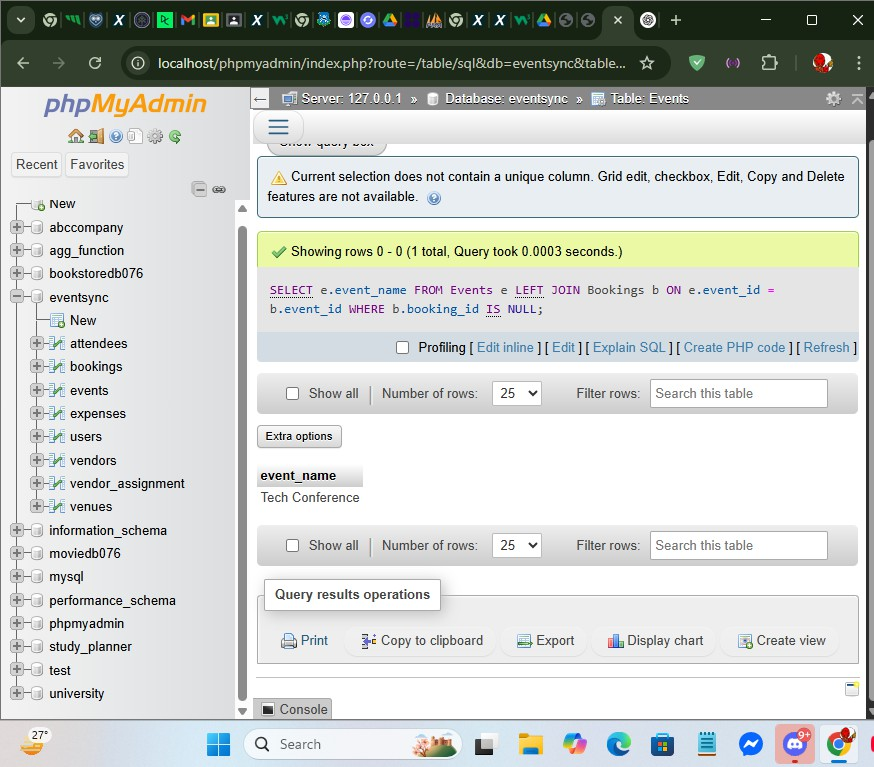 localhost/phpmyadmin/index.php?route=/table/sql&db=eventsync&table...
phpMyAdmin
Recent Favorites
New
abccompany
agg_function
bookstoredb076
eventsync
New
attendees
bookings
events
expenses
users
vendors
vendor_assignment
venues
information_schema
moviedb076
mysql
performance_schema
phpmyadmin
study_planner
test
university
Server: 127.0.0.1 » Database: eventsync » Table: Events
Show query box
Current selection does not contain a unique column. Grid edit, checkbox, Edit, Copy and Delete
features are not available.
Showing rows 0 - 0 (1 total, Query took 0.0003 seconds.)
SELECT e.event_name FROM Events e LEFT JOIN Bookings b ON e.event_id =
b.event_id WHERE b.booking_id IS NULL;
Profiling [ Edit inline ] [ Edit ] [ Explain SQL ] [ Create PHP code ] [ Refresh ]
Show all Number of rows: 25 Filter rows: Search this table
Extra options
event_name
Tech Conference
Show all Number of rows: 25 Filter rows: Search this table
Query results operations
Print Copy to clipboard Export Display chart Create view
Console
27° Search 9+